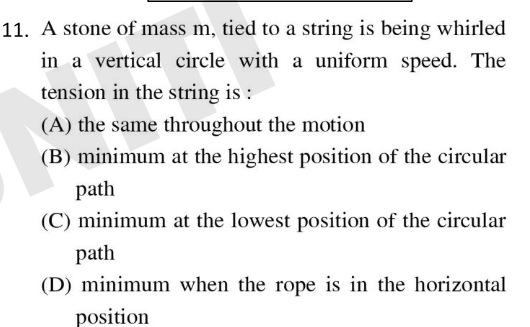 11. A stone of mass m, tied to a string is being whirled
in a vertical circle with a uniform speed. The
tension in the string is :
(A) the same throughout the motion
(B) minimum at the highest position of the circular
path
(C) minimum at the lowest position of the circular
path
(D) minimum when the rope is in the horizontal
position